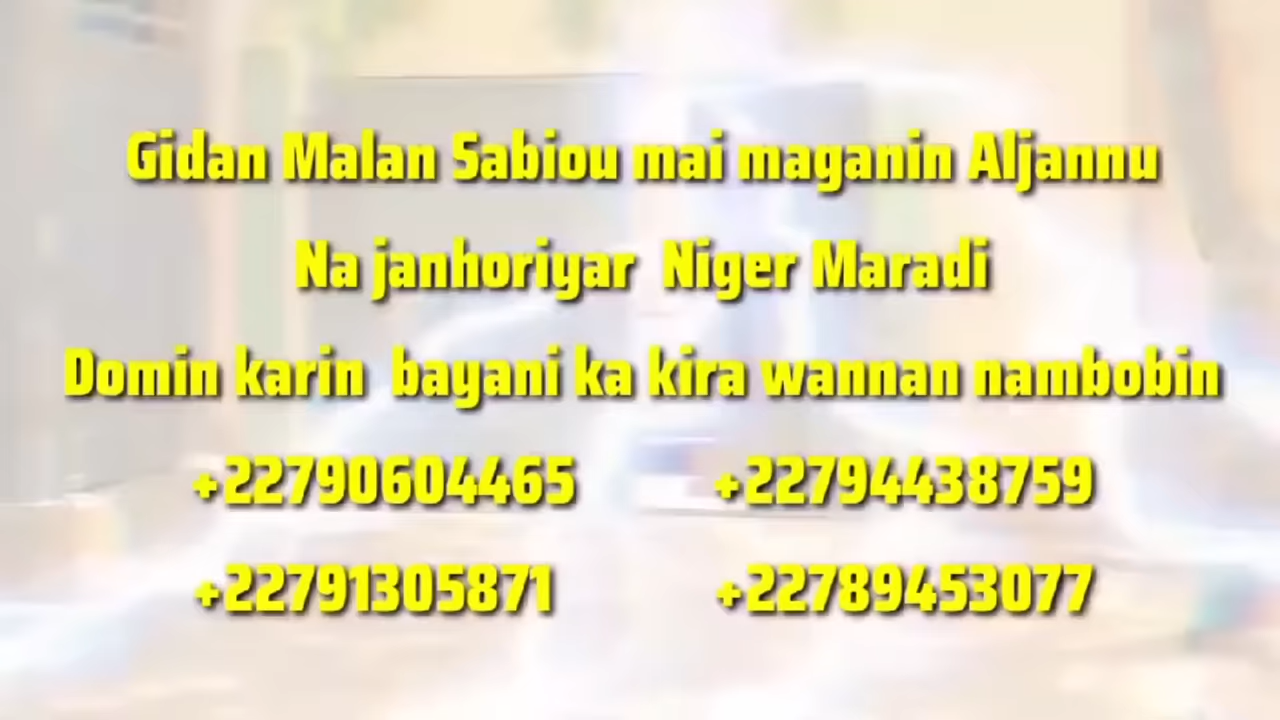 Gidan Malan Sabiou mai maganin Aljannu
Na janhoriyar Niger Maradi
Domin karin bayani ka kira wannan nambobin
+22790604465 +22794438759
+22791305871 +22789453077